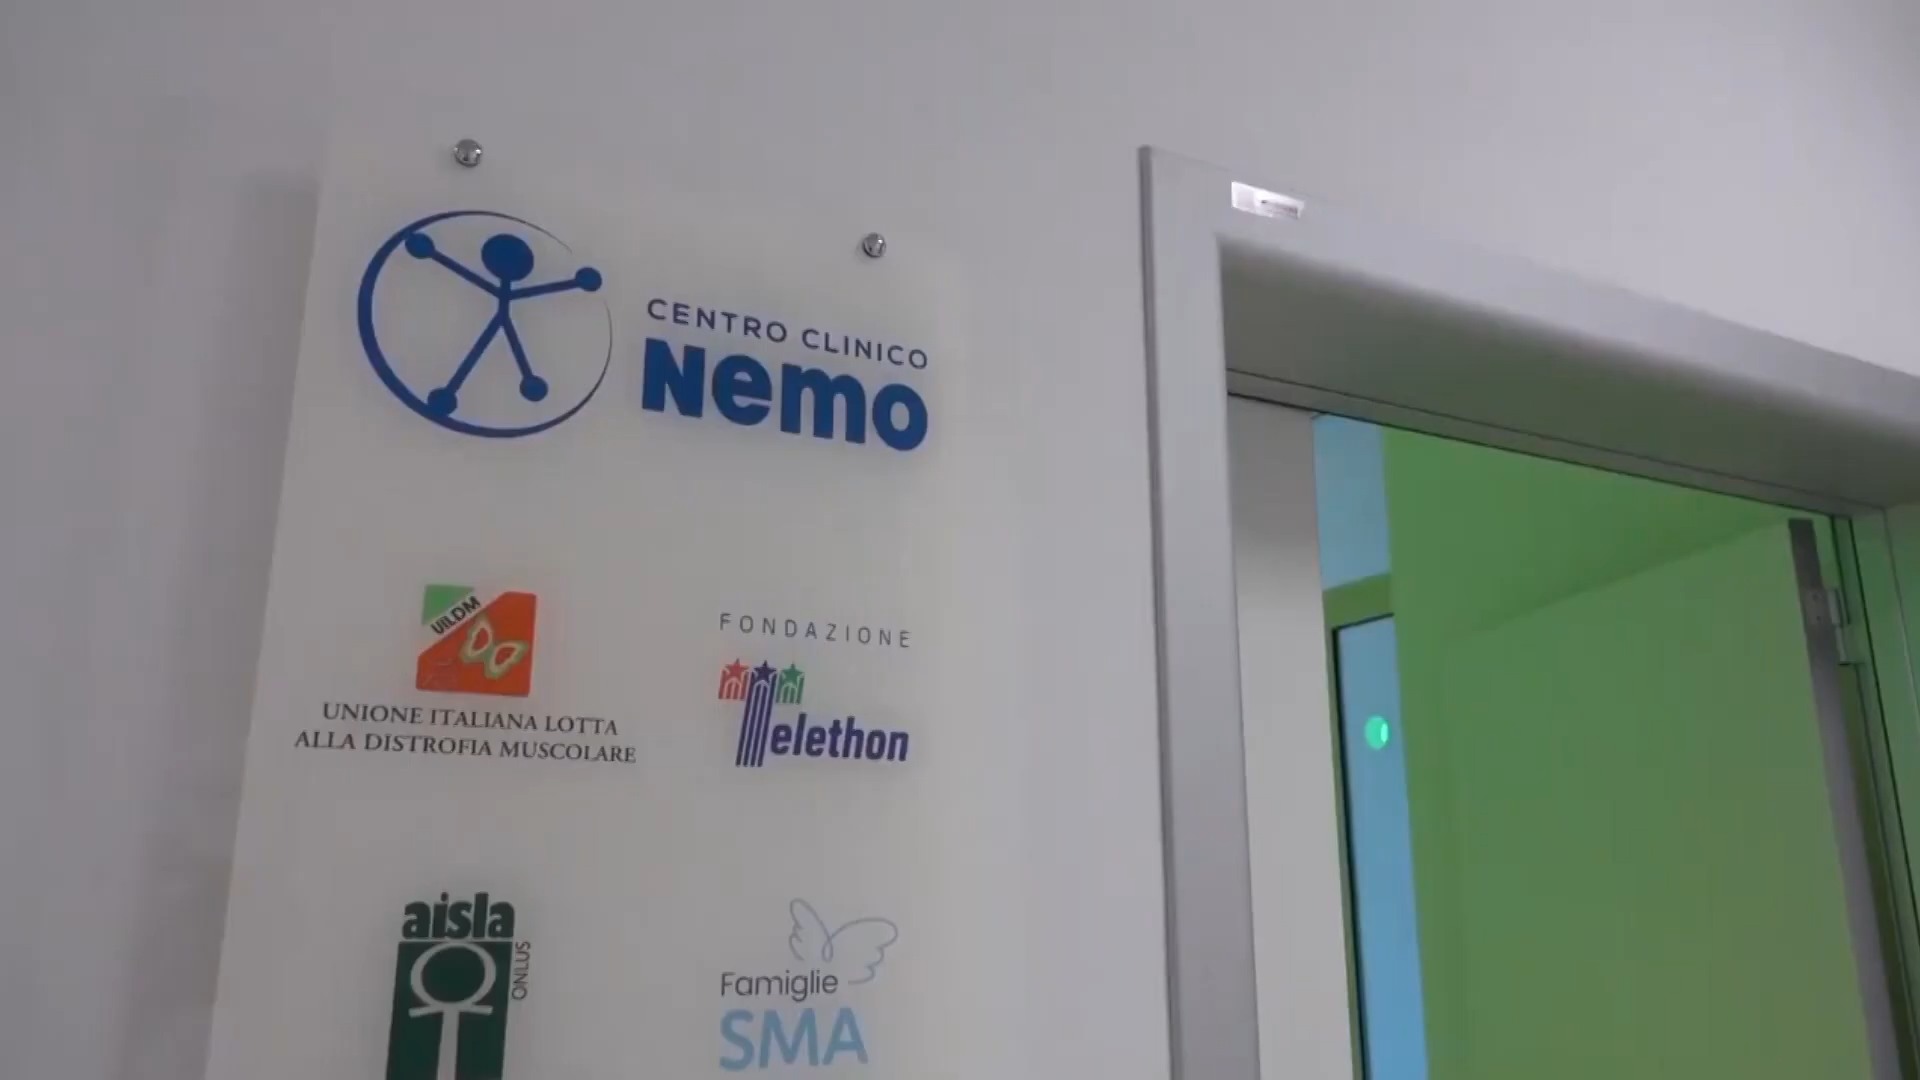 CENTRO CLINICO
Nemo
UILDM
UNIONE ITALIANA LOTTA
ALLA DISTROFIA MUSCOLARE
FONDAZIONE
Telethon
aisla
ONLUS
Famiglie
SMA